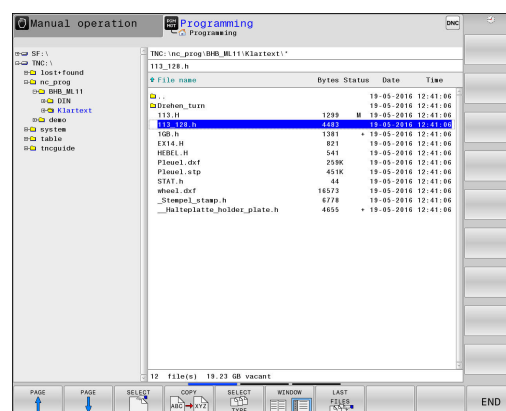 Manual operation
Programming
Programming
DNC
SF:\
TNC:\
lost+found
nc_prog
BHB_ML11
DIN
Klartext
demo
system
table
tncguide
TNC:\nc_prog\BHB_ML11\Klartext\*
113_128.h
File name Bytes Status Date Time
.. 19-05-2016 12:41:06
Drehen_turn 19-05-2016 12:41:06
113.H 1299 M 19-05-2016 12:41:06
113_128.h 4483 19-05-2016 12:41:06
1GB.h 1381 + 19-05-2016 12:41:06
EX14.H 821 19-05-2016 12:41:06
HEBEL.H 541 19-05-2016 12:41:06
Pleuel.dxf 259K 19-05-2016 12:41:06
Pleuel.stp 451K 19-05-2016 12:41:06
STAT.h 44 19-05-2016 12:41:06
wheel.dxf 16573 19-05-2016 12:41:06
_Stempel_stamp.h 6778 19-05-2016 12:41:06
__Halteplatte_holder_plate.h 4655 + 19-05-2016 12:41:06
12 file(s) 19.23 GB vacant
PAGE
PAGE
SELECT
COPY
ABC XYZ
SELECT
TYPE
WINDOW
LAST
FILES
END